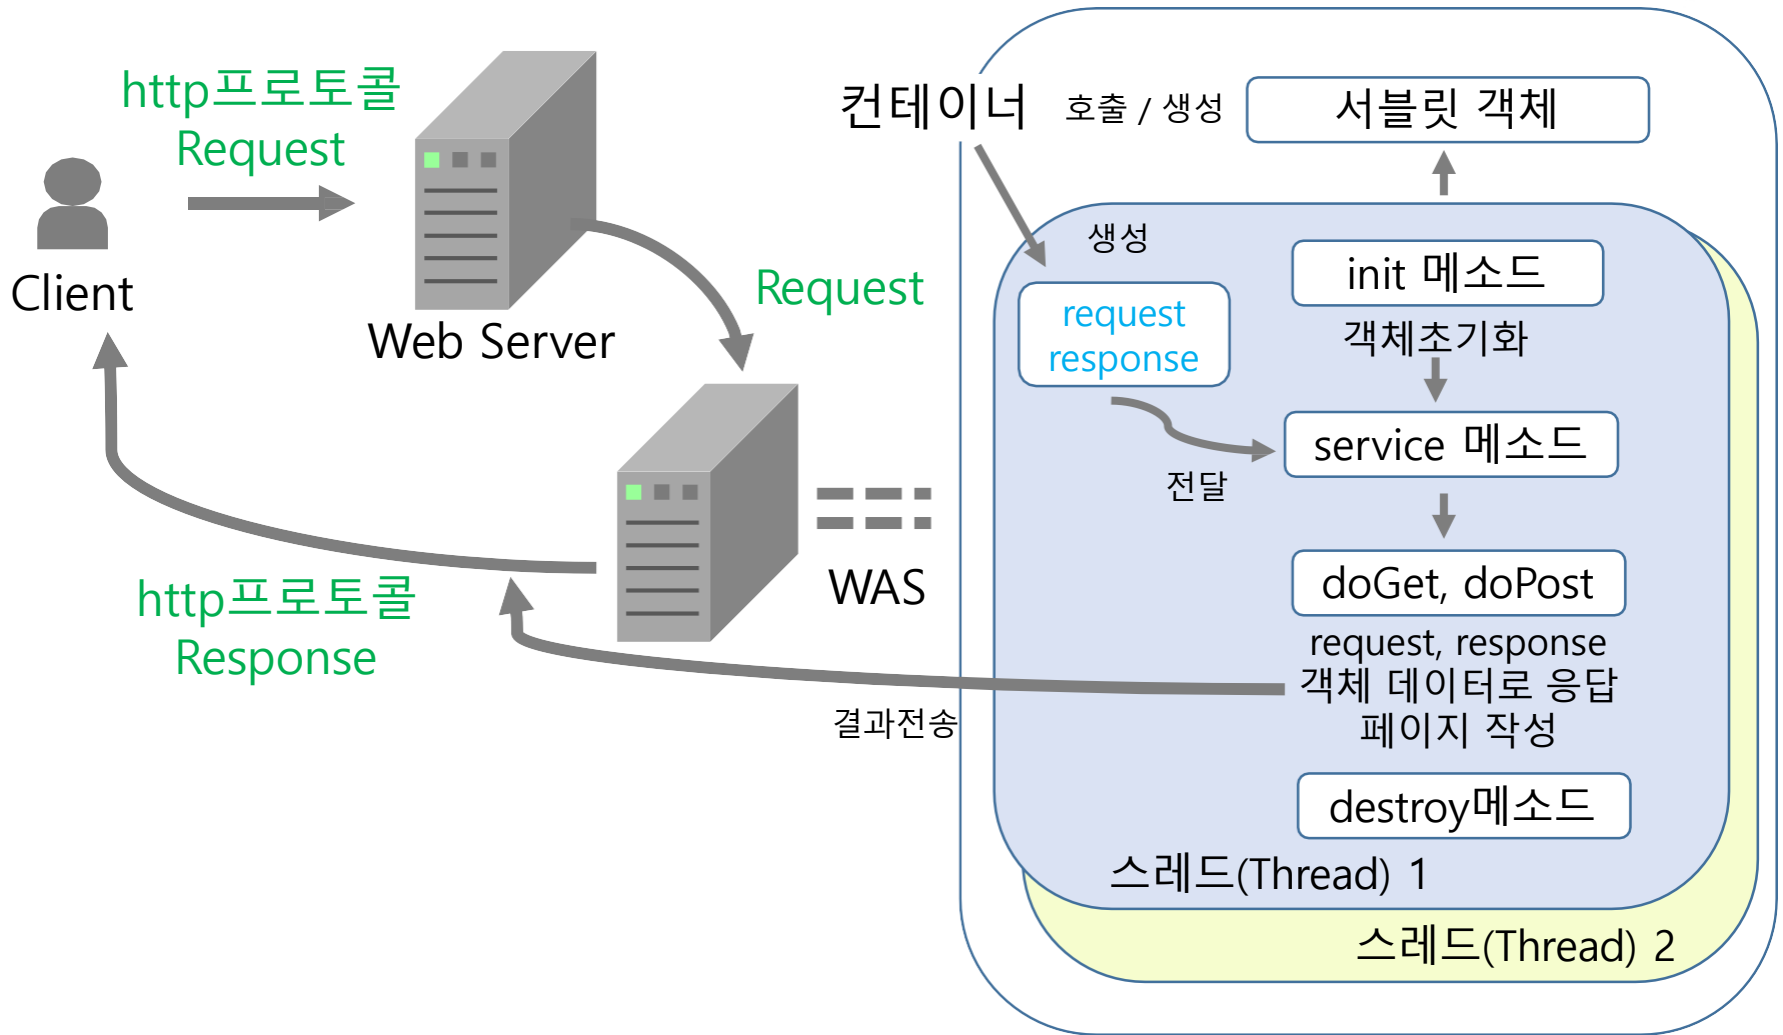 http프로토콜
Request
Client
Web Server
Request
WAS
http프로토콜
Response
결과전송
컨테이너
호출 / 생성
서블릿 객체
생성
request
response
전달
init 메소드
객체초기화
service 메소드
doGet, doPost
request, response
객체 데이터로 응답
페이지 작성
destroy메소드
스레드(Thread) 1
스레드(Thread) 2